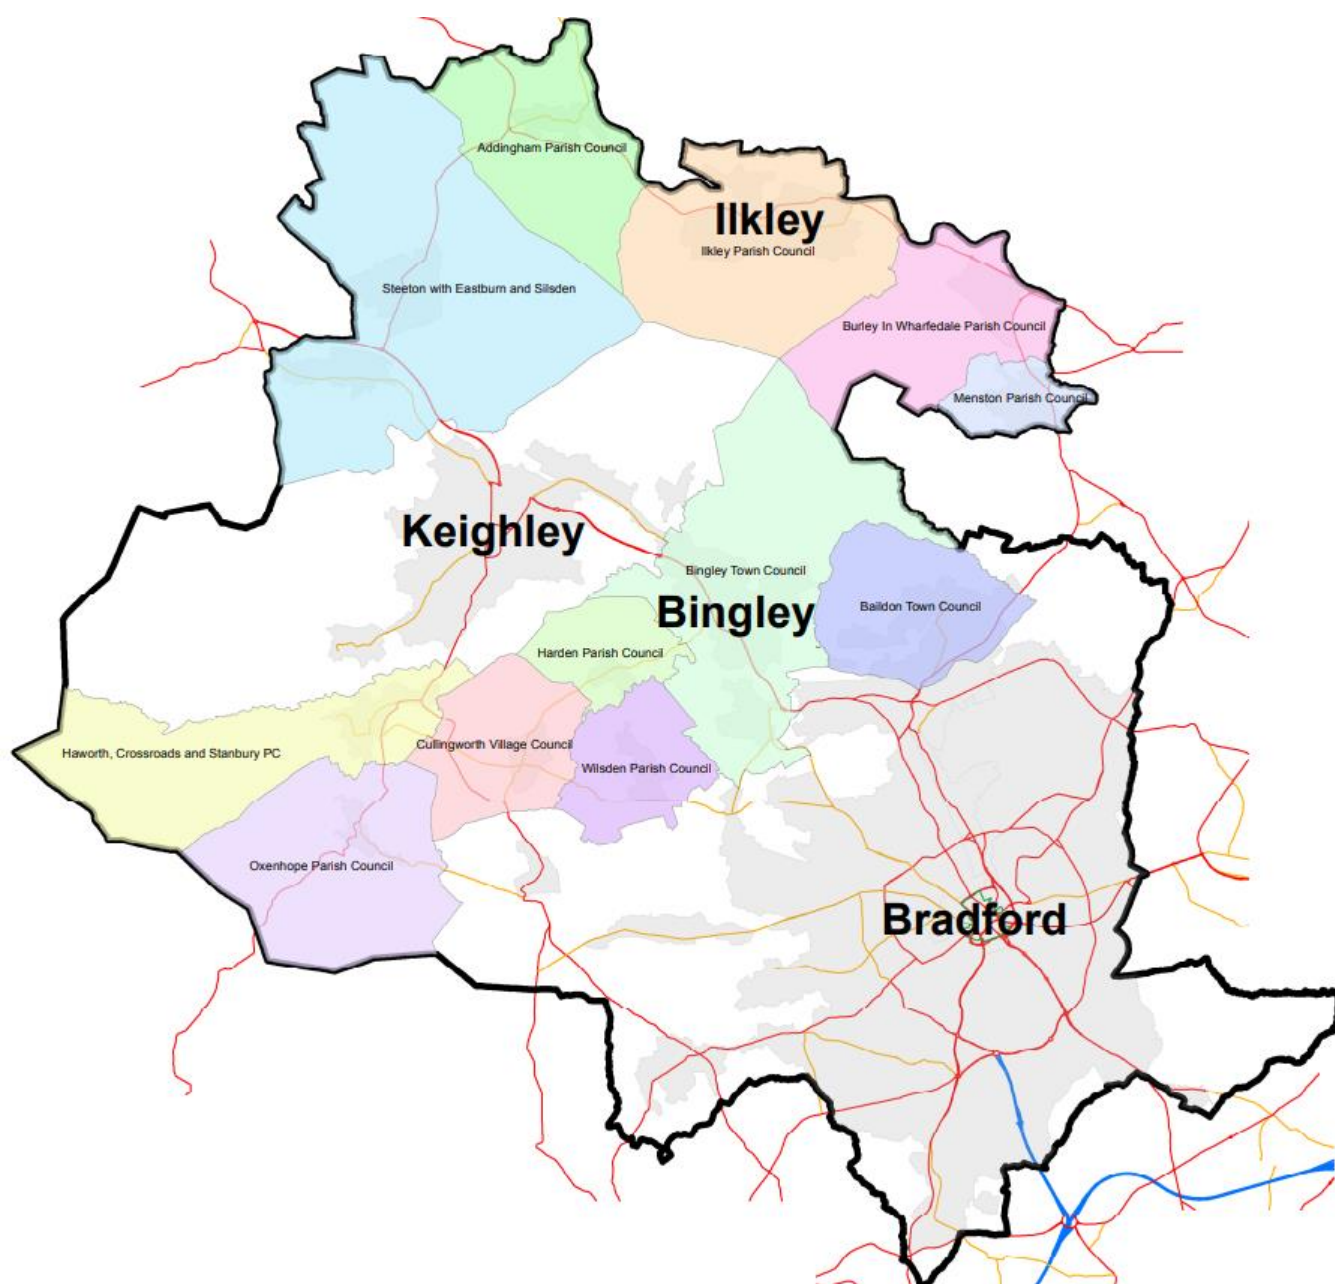 Addingham Parish Council
Ilkley
Ilkley Parish Council
Steeton with Eastburn and Silsden
Burley In Wharfedale Parish Council
Menston Parish Council
Keighley
Bingley Town Council
Bingley
Baildon Town Council
Harden Parish Council
Haworth, Crossroads and Stanbury PC
Cullingworth Village Council
Wilsden Parish Council
Oxenhope Parish Council
Bradford